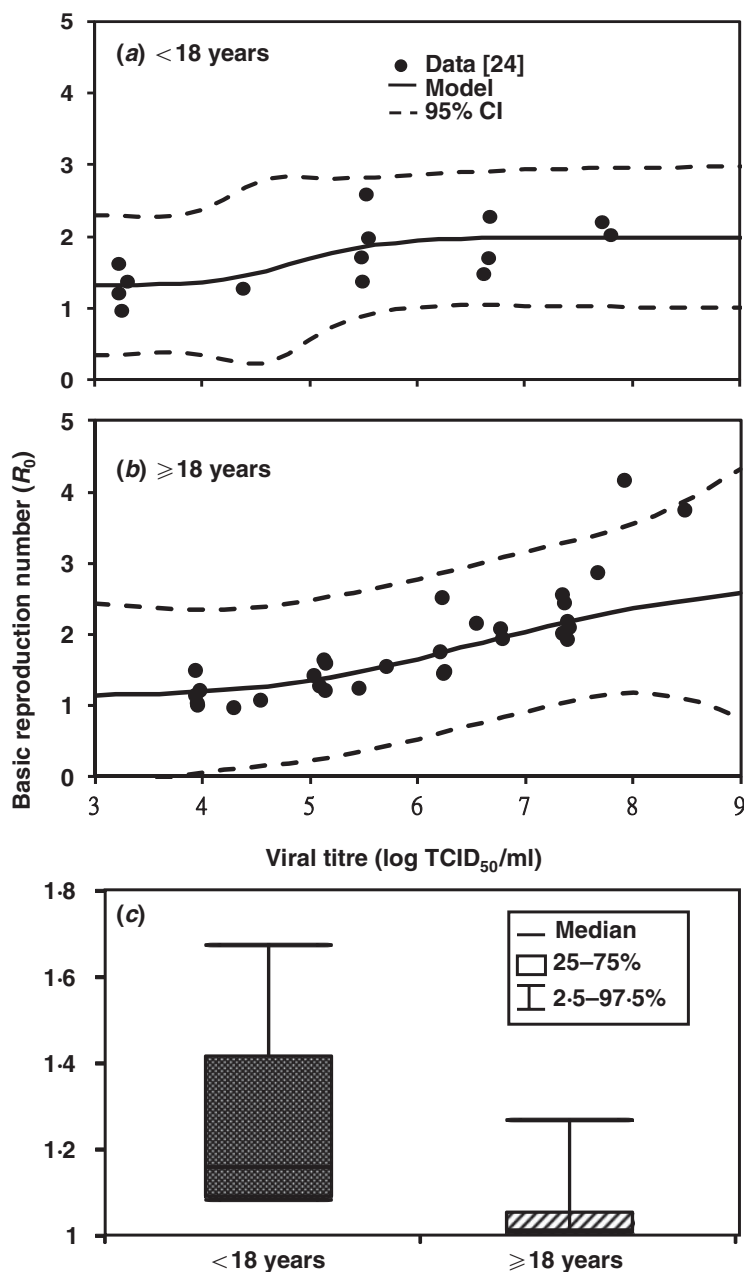 5
(a) <18 years
Data [24]
Model
95% CI
4
3
2
1
0
5
(b) ⩾18 years
4
3
2
1
0
3 4 5 6 7 8 9
Basic reproduction number (R0)
Viral titre (log TCID50/ml)
1·8
(c)
Median
25–75%
2·5–97·5%
1·6
1·4
1·2
1
<18 years ⩾18 years